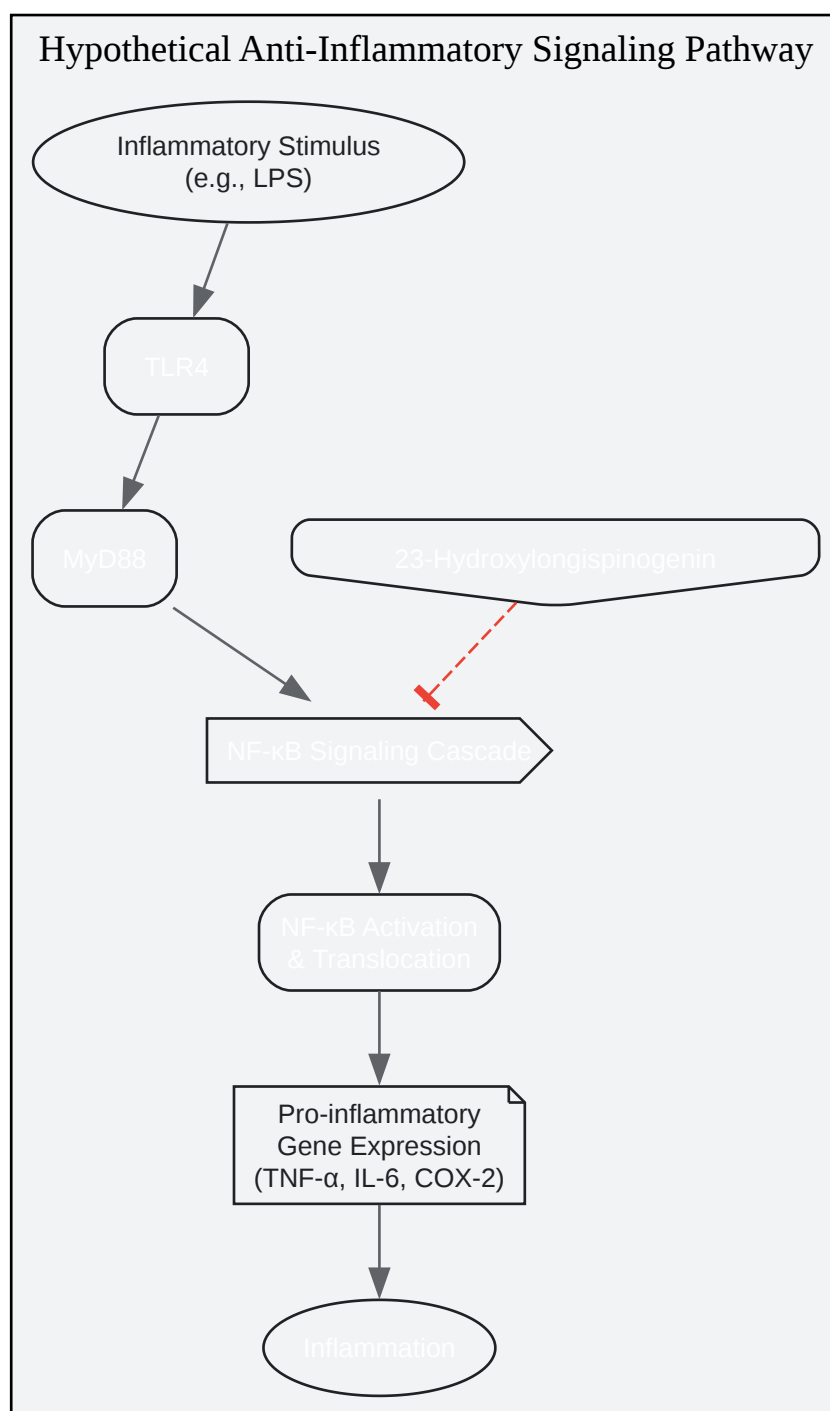 Hypothetical Anti-Inflammatory Signaling Pathway
Inflammatory Stimulus
(e.g., LPS)
TLR4
MyD88
23-Hydroxylongispinogenin
NF-κB Signaling Cascade
NF-κB Activation
& Translocation
Pro-inflammatory
Gene Expression
(TNF-α, IL-6, COX-2)
Inflammation